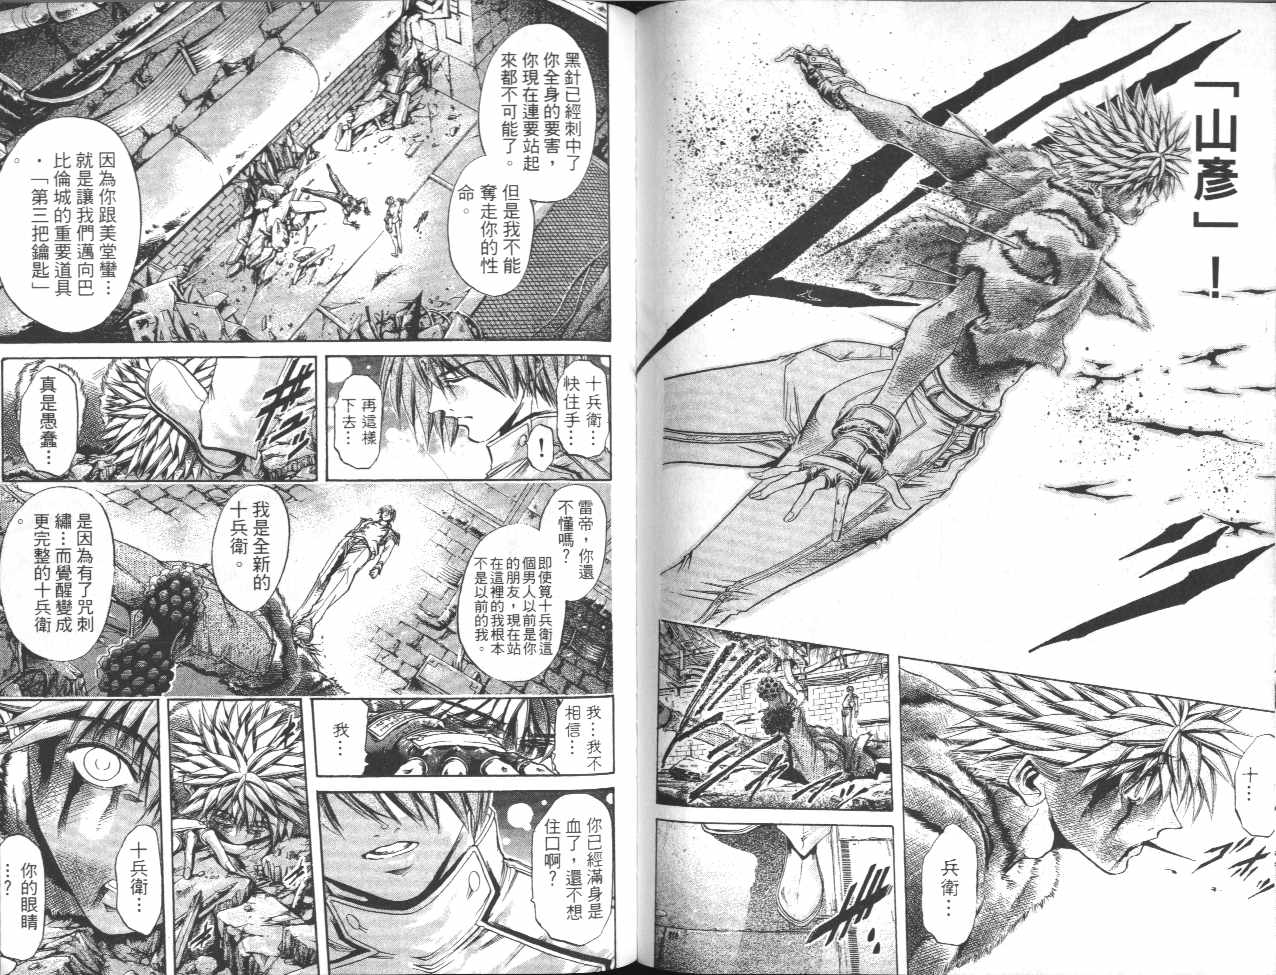 「山彥」！
十…
兵衛…
黑針已經刺中了
你全身的要害，
你現在連要站起
來都不可能了。
但是我不能
奪走你的性
命。
因為你跟美堂蠻…
就是讓我們邁向巴
比倫城的重要道具
．「第三把鑰匙」
。
十兵衛…
快住手…
！
再這樣
下去…
真是愚蠢…
雷帝，你還
不懂嗎？
即使筧十兵衛這
個男人以前是你
的朋友，現在站
在這裡的我根本
不是以前的我。
我是全新的
十兵衛。
是因為有了咒刺
繡…而覺醒變成
更完整的十兵衛
。
我…我不
相信…
我…
你已經滿身是
血了，還不想
住口啊？
十兵衛…
你的眼睛
…？